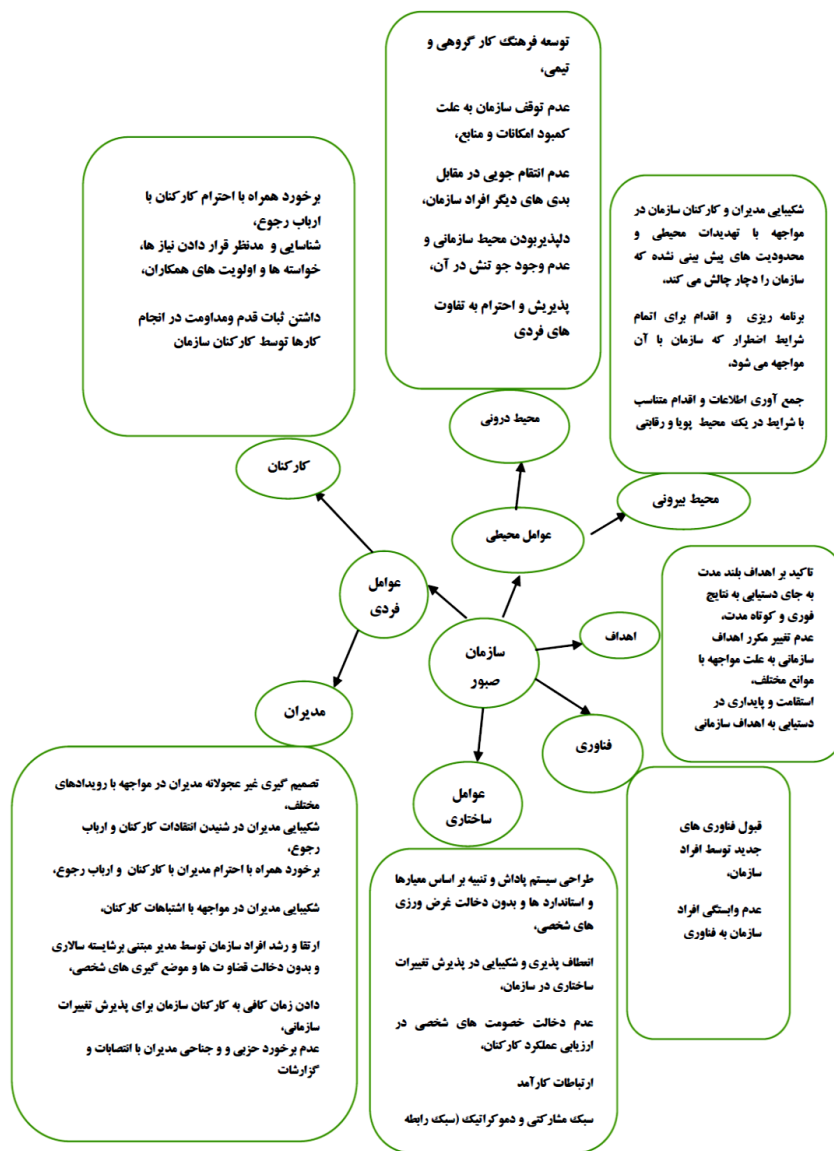 توسعه فرهنگ کار گروهی و
تیمی،
عدم توقف سازمان به علت
کمبود امکانات و منابع،
عدم انتقام جویی در مقابل
بدی های دیگر افراد سازمان،
دلپذیربودن محیط سازمانی و
عدم وجود جو تنش در آن،
پذیریش و احترام به تفاوت
های فردی
شکیبایی مدیران و کارکنان سازمان در
مواجهه با تهدیدات محیطی و
محدودیت های پیش بینی نشده که
سازمان را دچار چالش می کند،
برنامه ریزی و اقدام برای اتمام
شرایط اضطرار که سازمان با آن
مواجهه می شود،
جمع آوری اطلاعات و اقدام متناسب
با شرایط در یک محیط پویا و رقابتی
برخورد همراه با احترام کارکنان با
ارباب رجوع،
شناسایی و مدنظر قرار دادن نیاز ها،
خواسته ها و اولویت های همکاران،
داشتن ثبات قدم ومداومت در انجام
کارها توسط کارکنان سازمان
محیط درونی
کارکنان
محیط بیرونی
عوامل محیطی
عوامل
فردی
سازمان
صبور
اهداف
تاکید بر اهداف بلند مدت
به جای دستیابی به نتایج
فوری و کوتاه مدت،
عدم تغییر مکرر اهداف
سازمانی به علت مواجهه با
موانع مختلف،
استقامت و پایداری در
دستیابی به اهداف سازمانی
مدیران
فناوری
عوامل
ساختاری
قبول فناوری های
جدید توسط افراد
سازمان،
عدم وابستگی افراد
سازمان به فناوری
طراحی سیستم پاداش و تنبیه بر اساس معیارها
و استاندارد ها و بدون دخالت غرض ورزی
های شخصی،
انعطاف پذیری و شکیبایی در پذیرش تغییرات
ساختاری در سازمان،
عدم دخالت خصومت های شخصی در
ارزیابی عملکرد کارکنان،
ارتباطات کارآمد
سبک مشارکتی و دموکراتیک (سبک رابطه
تصمیم گیری غیر عجولانه مدیران در مواجهه با رویدادهای
مختلف،
شکیبایی مدیران در شنیدن انتقادات کارکنان و ارباب
رجوع،
برخورد همراه با احترام مدیران با کارکنان و ارباب رجوع،
شکیبایی مدیران در مواجهه با اشتباهات کارکنان،
ارتقا و رشد افراد سازمان توسط مدیر مبتنی برشایسته سالاری
و بدون دخالت قضاو ت ها و موضع گیری های شخصی،
دادن زمان کافی به کارکنان سازمان برای پذیرش تغییرات
سازمانی،
عدم برخورد حزبی و و جناحی مدیران با انتصابات و
گزارشات